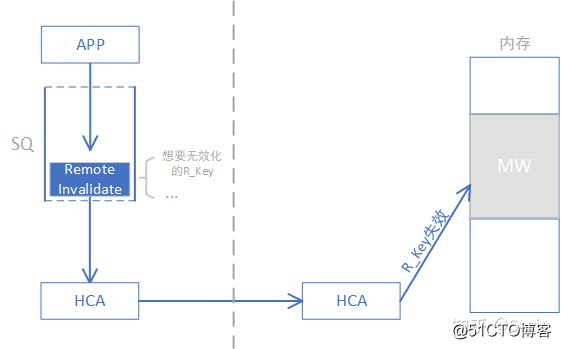 APP
SQ
Remote
Invalidate
想要无效化
的R_Key
...
HCA
HCA
R_Key失效
内存
MW
@51CTO博客